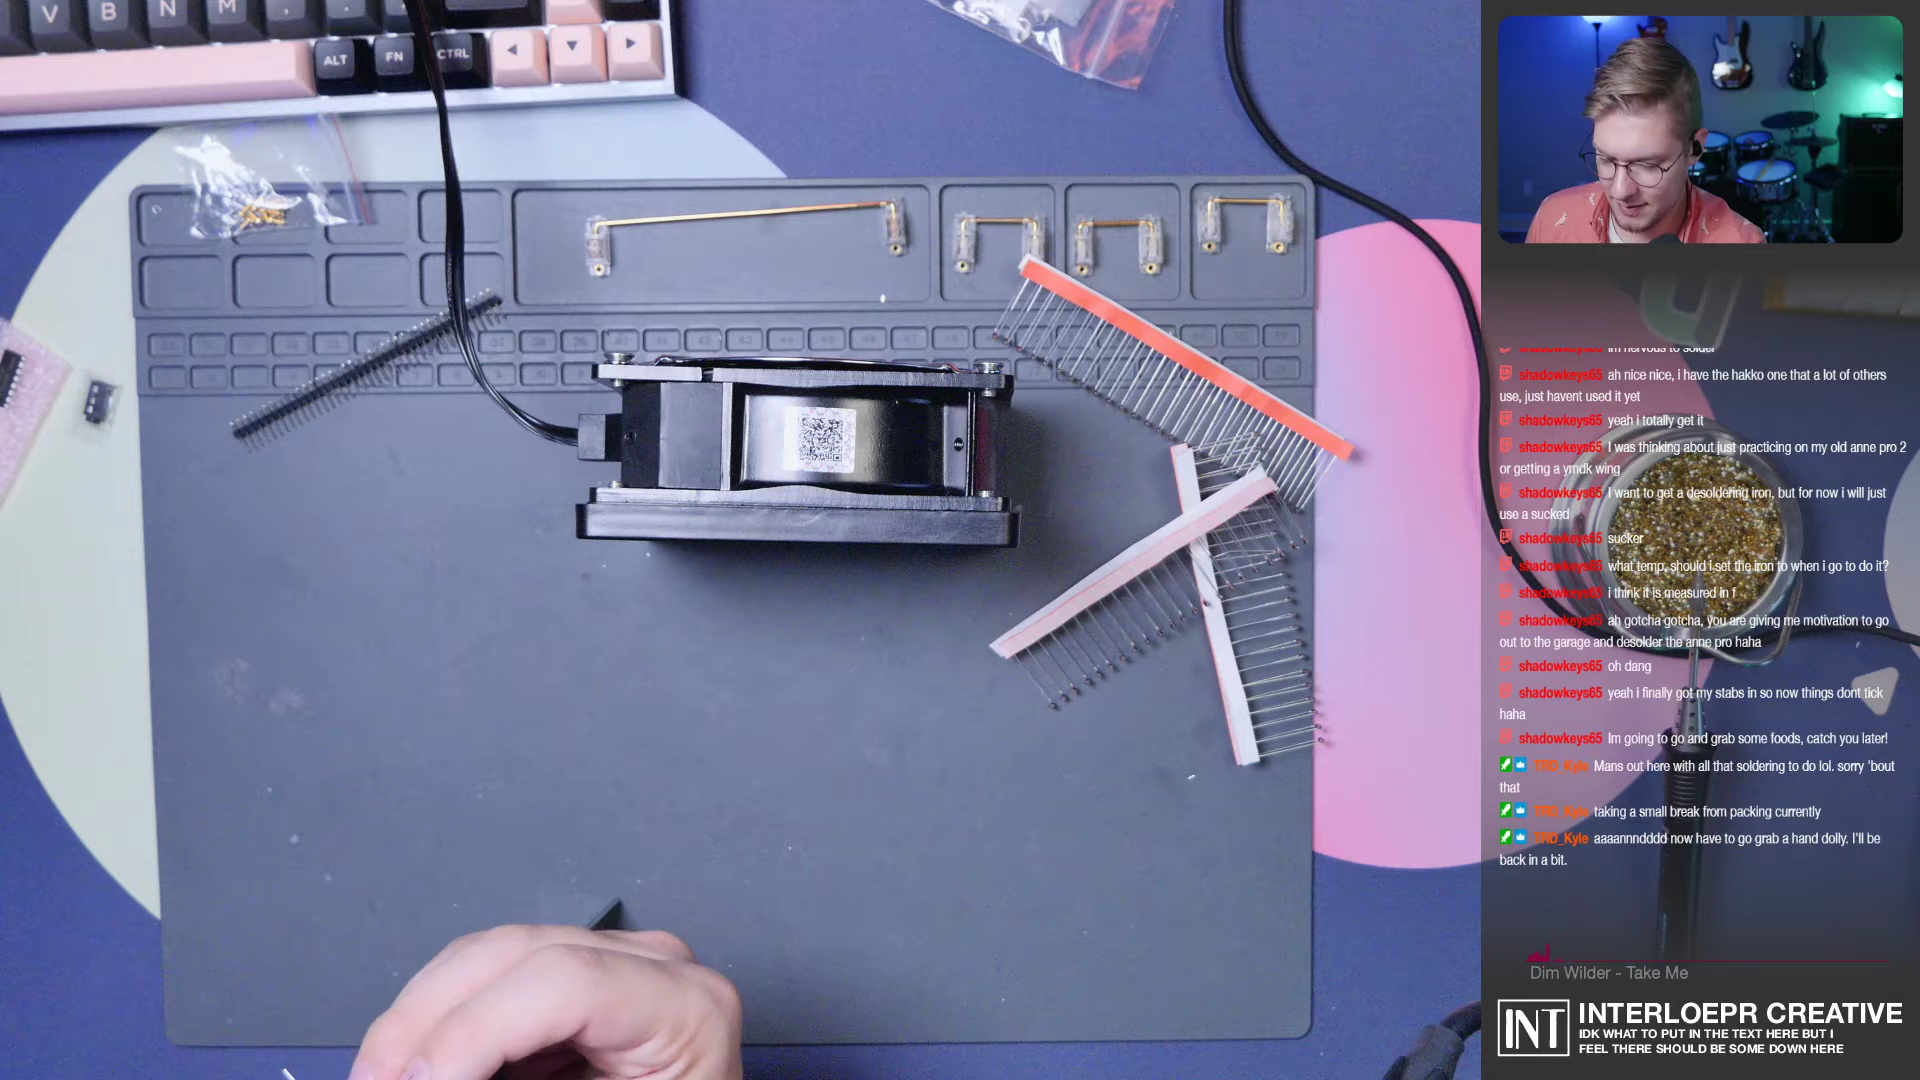 V B N M , .
ALT FN CTRL
shadowkeys65 im nervous to solder
shadowkeys65 ah nice nice, i have the hakko one that a lot of others
use, just havent used it yet
shadowkeys65 yeah i totally get it
shadowkeys65 I was thinking about just practicing on my old anne pro 2
or getting a ymdk wing
shadowkeys65 I want to get a desoldering iron, but for now i will just
use a sucked
shadowkeys65 sucker
shadowkeys65 what temp, should i set the iron to when i go to do it?
shadowkeys65 i think it is measured in f
shadowkeys65 ah gotcha gotcha, you are giving me motivation to go
out to the garage and desolder the anne pro haha
shadowkeys65 oh dang
shadowkeys65 yeah i finally got my stabs in so now things dont tick
haha
shadowkeys65 Im going to go and grab some foods, catch you later!
TRD_Kyle Mans out here with all that soldering to do lol. sorry 'bout
that
TRD_Kyle taking a small break from packing currently
TRD_Kyle aaaannndddd now have to go grab a hand dolly. I'll be
back in a bit.
Dim Wilder - Take Me
INT INTERLOEPR CREATIVE
IDK WHAT TO PUT IN THE TEXT HERE BUT I
FEEL THERE SHOULD BE SOME DOWN HERE